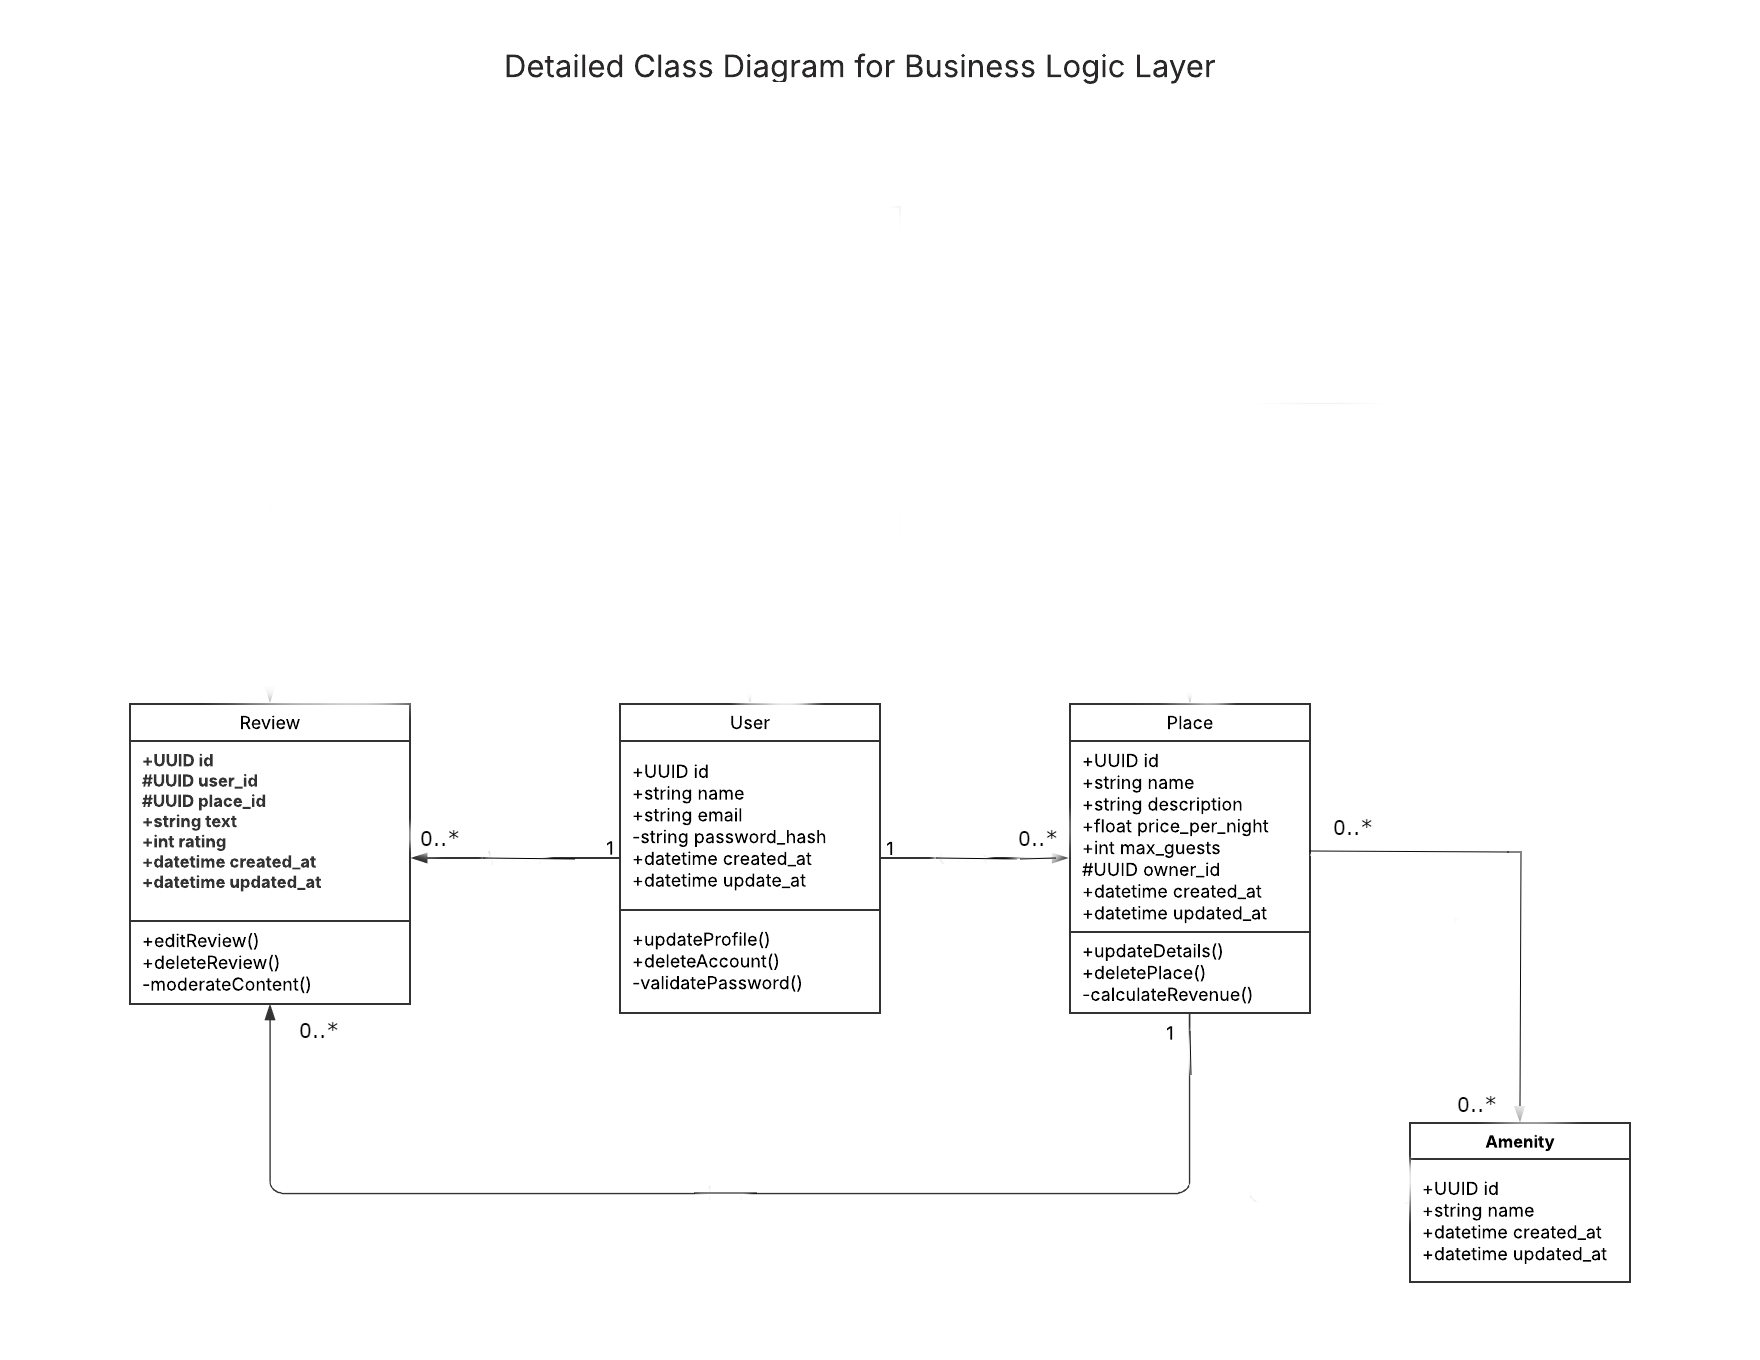 Detailed Class Diagram for Business Logic Layer
Review
+UUID id
#UUID user_id
#UUID place_id
+string text
+int rating
+datetime created_at
+datetime updated_at
+editReview()
+deleteReview()
-moderateContent()
0..*
1
User
+UUID id
+string name
+string email
-string password_hash
+datetime created_at
+datetime update_at
+updateProfile()
+deleteAccount()
-validatePassword()
1
0..*
Place
+UUID id
+string name
+string description
+float price_per_night
+int max_guests
#UUID owner_id
+datetime created_at
+datetime updated_at
+updateDetails()
+deletePlace()
-calculateRevenue()
0..*
0..*
1
0..*
Amenity
+UUID id
+string name
+datetime created_at
+datetime updated_at